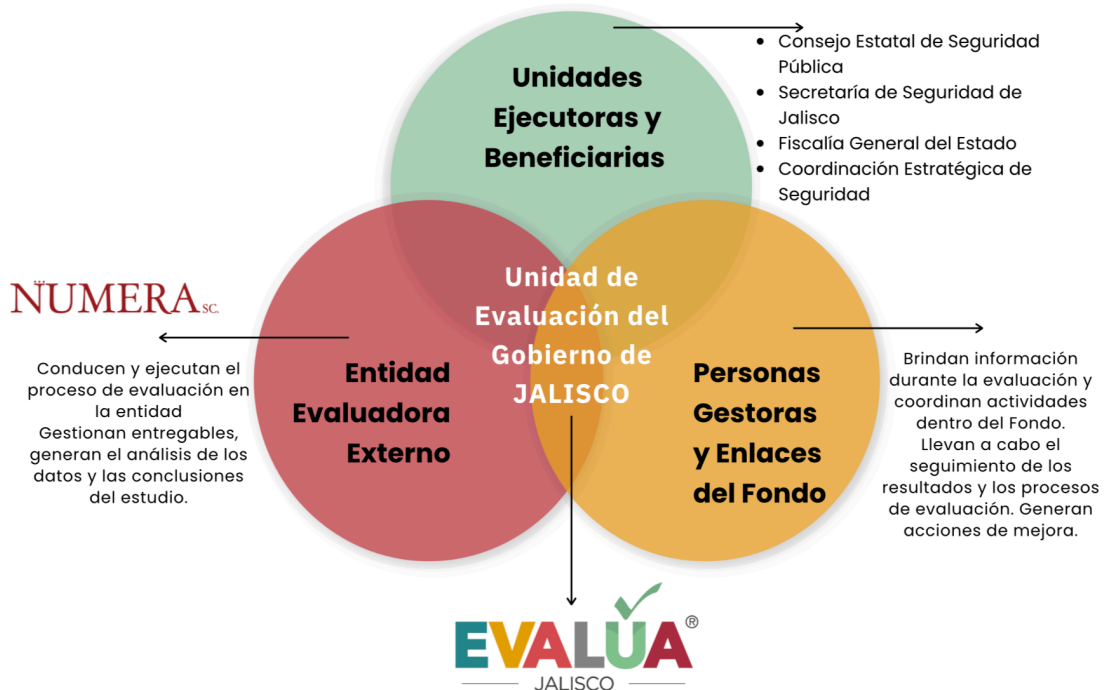 Unidades
Ejecutoras y
Beneficiarias
• Consejo Estatal de Seguridad
Pública
• Secretaría de Seguridad de
Jalisco
• Fiscalía General del Estado
• Coordinación Estratégica de
Seguridad
NUMERA SC.
Conducen y ejecutan el
proceso de evaluación en
la entidad
Gestionan entregables,
generan el análisis de los
datos y las conclusiones
del estudio.
Entidad
Evaluadora
Externo
Unidad de
Evaluación del
Gobierno de
JALISCO
Personas
Gestoras
y Enlaces
del Fondo
Brindan información
durante la evaluación y
coordinan actividades
dentro del Fondo.
Llevan a cabo el
seguimiento de los
resultados y los procesos
de evaluación. Generan
acciones de mejora.
EVALÚA®
JALISCO